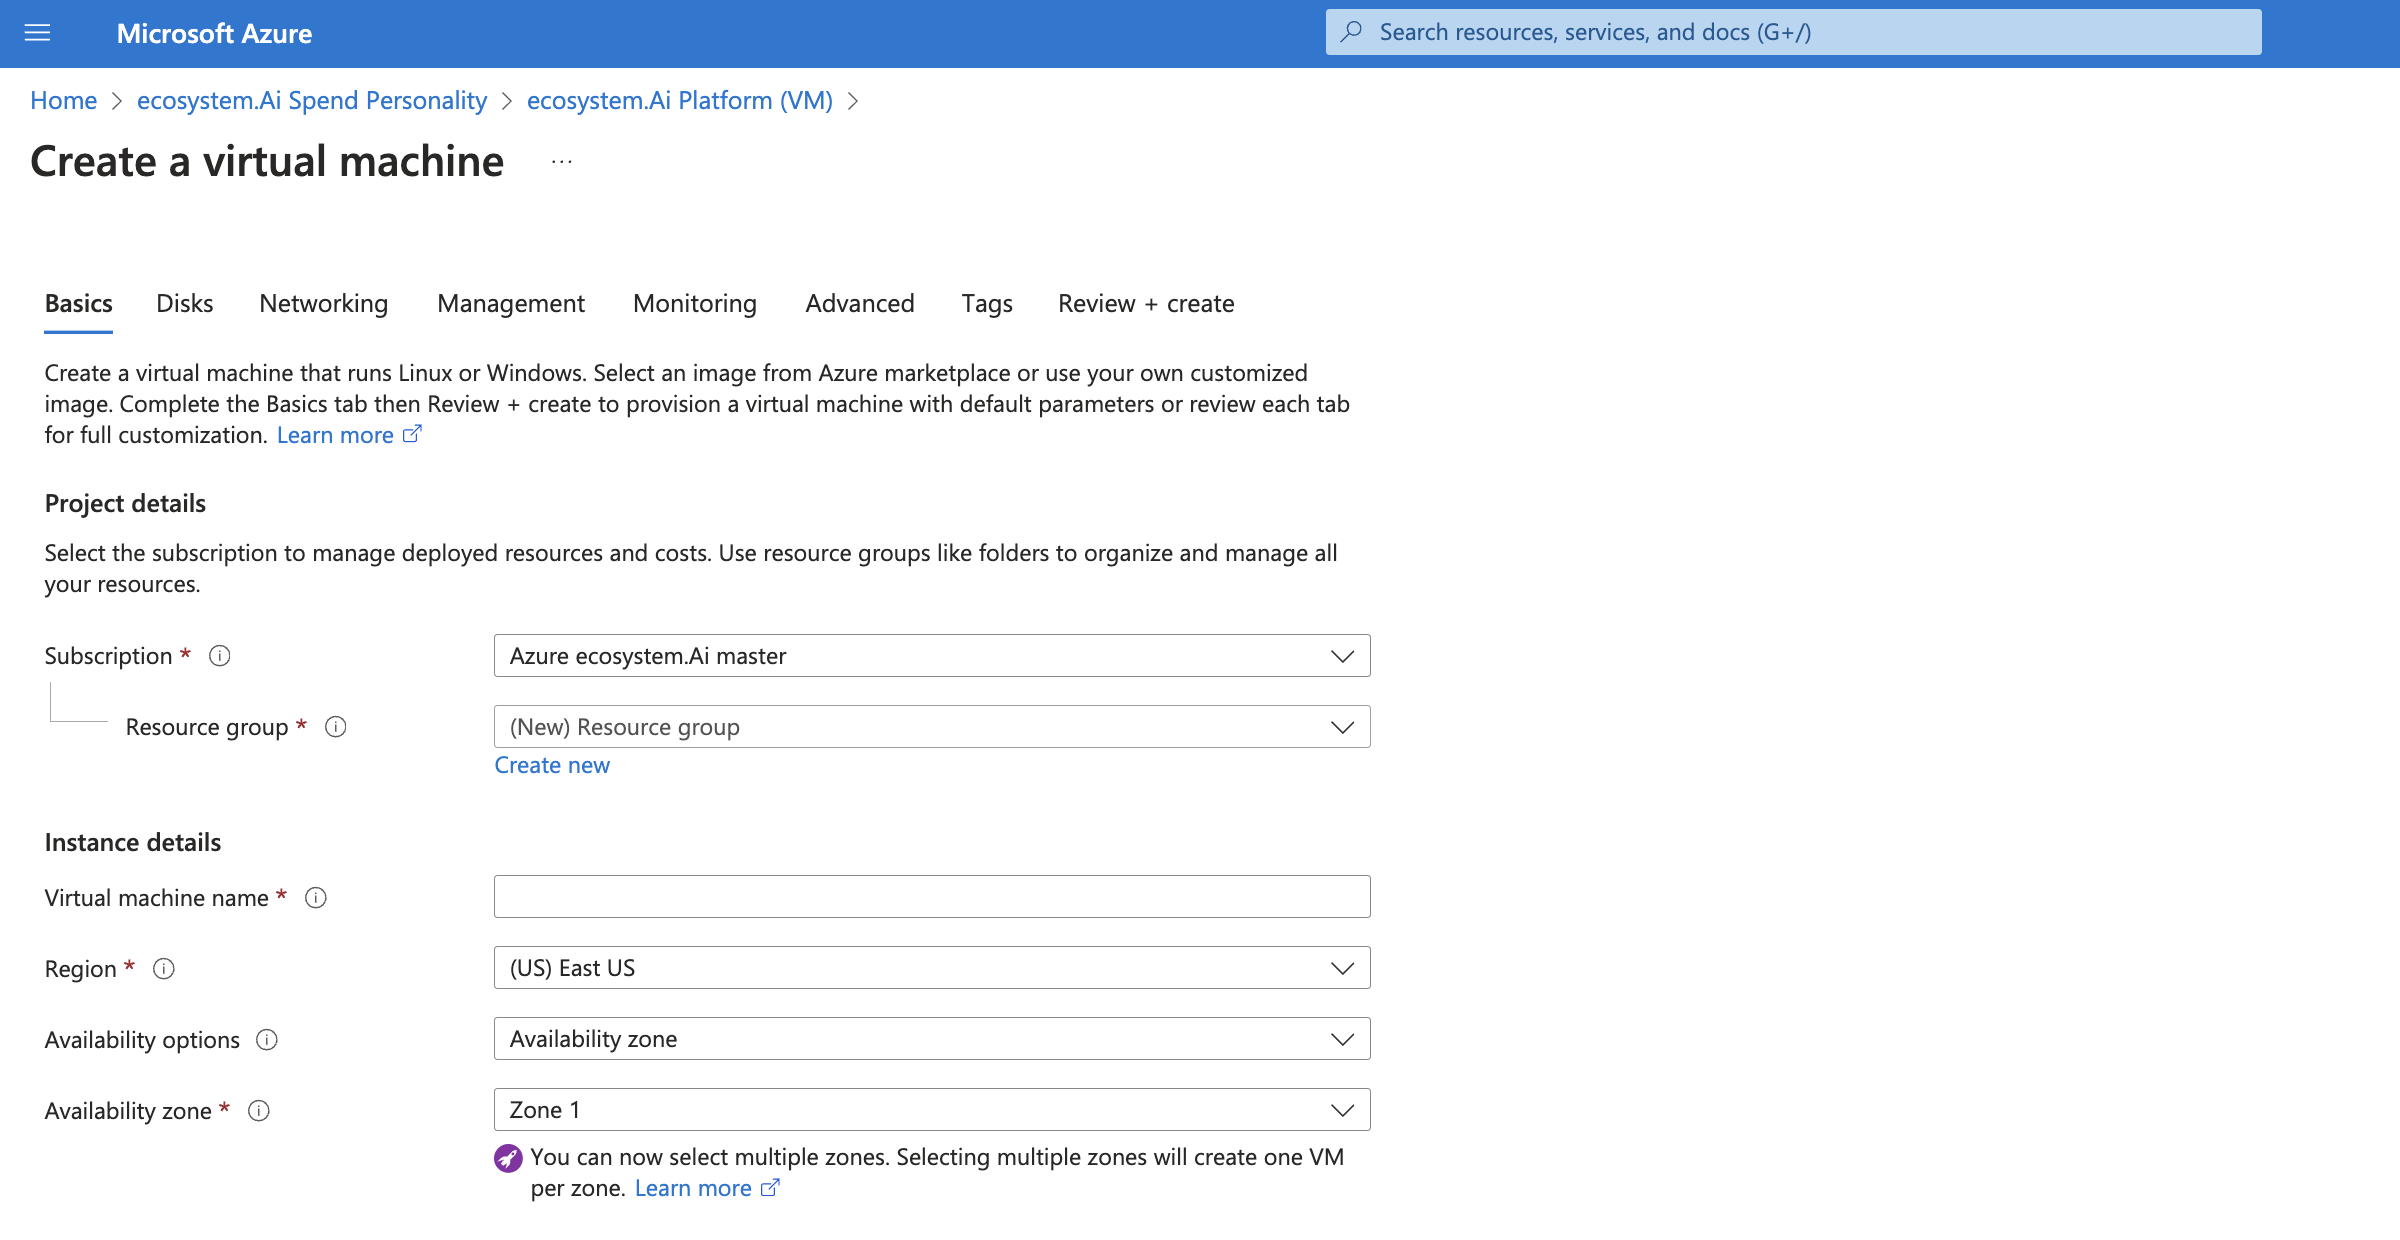 Microsoft Azure
Search resources, services, and docs (G+/)
Home > ecosystem.Ai Spend Personality > ecosystem.Ai Platform (VM) >
Create a virtual machine ...
Basics Disks Networking Management Monitoring Advanced Tags Review + create
Create a virtual machine that runs Linux or Windows. Select an image from Azure marketplace or use your own customized
image. Complete the Basics tab then Review + create to provision a virtual machine with default parameters or review each tab
for full customization. Learn more
Project details
Select the subscription to manage deployed resources and costs. Use resource groups like folders to organize and manage all
your resources.
Subscription * Azure ecosystem.Ai master
Resource group * (New) Resource group
Create new
Instance details
Virtual machine name *
Region * (US) East US
Availability options Availability zone
Availability zone * Zone 1
You can now select multiple zones. Selecting multiple zones will create one VM
per zone. Learn more